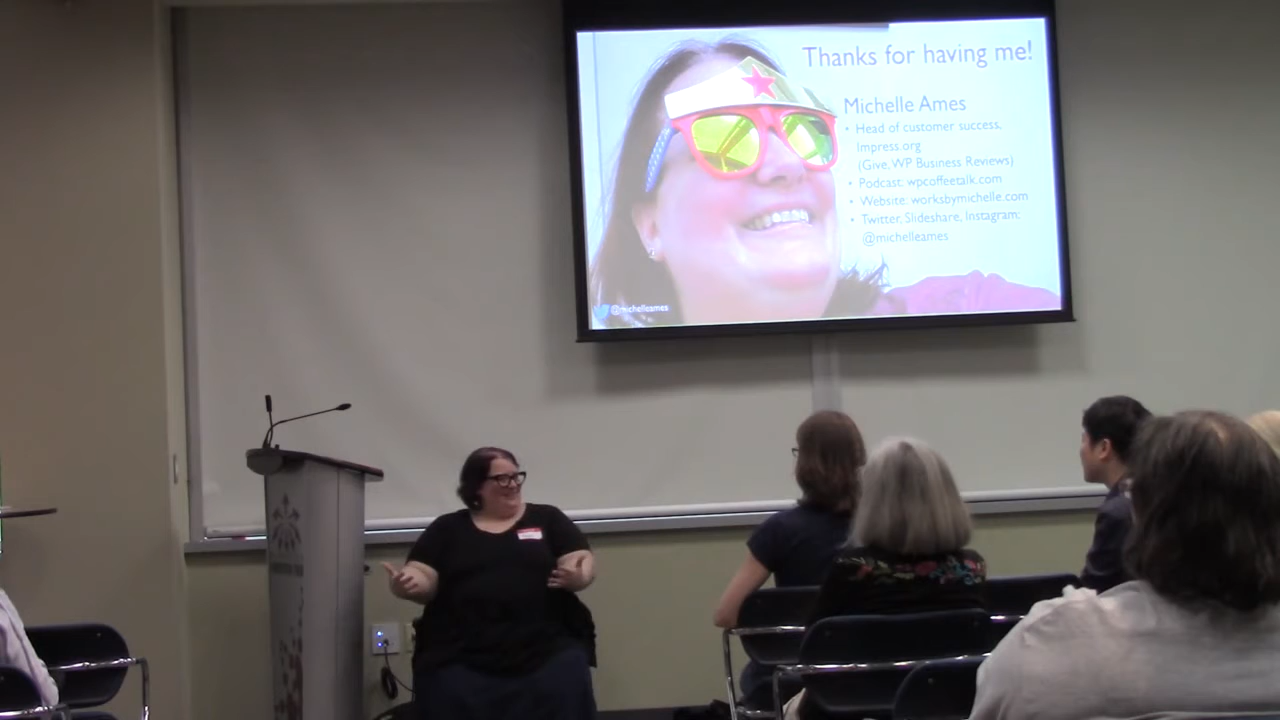 Thanks for having me!
Michelle Ames
• Head of customer success,
Impress.org
(Give, WP Business Reviews)
• Podcast: wpcoffeetalk.com
• Website: worksbymichelle.com
• Twitter, Slideshare, Instagram:
@michelleames
@michelleames